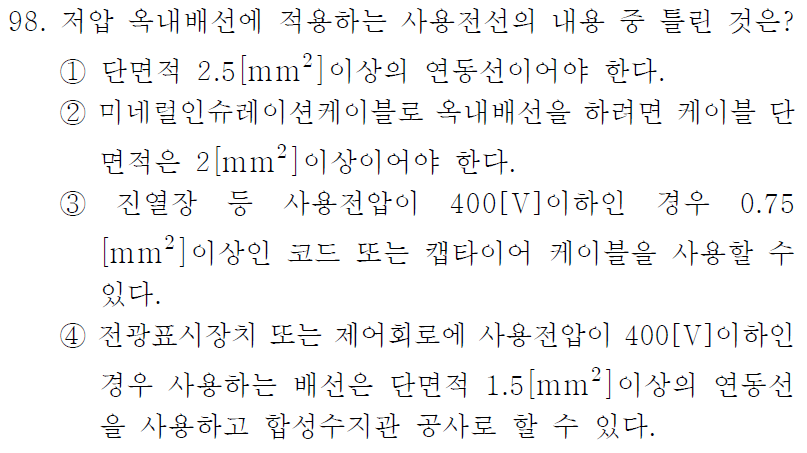 98. 저압 옥내배선에 적용하는 사용전선의 내용 중 틀린 것은?
① 단면적 2.5[mm²]이상의 연동선이어야 한다.
② 미네럴인슈레이션케이블로 옥내배선을 하려면 케이블 단
면적은 2[mm²]이상이어야 한다.
③ 진열장 등 사용전압이 400[V]이하인 경우 0.75
[mm²]이상인 코드 또는 캡타이어 케이블을 사용할 수
있다.
④ 전광표시장치 또는 제어회로에 사용전압이 400[V]이하인
경우 사용하는 배선은 단면적 1.5[mm²]이상의 연동선
을 사용하고 합성수지관 공사로 할 수 있다.